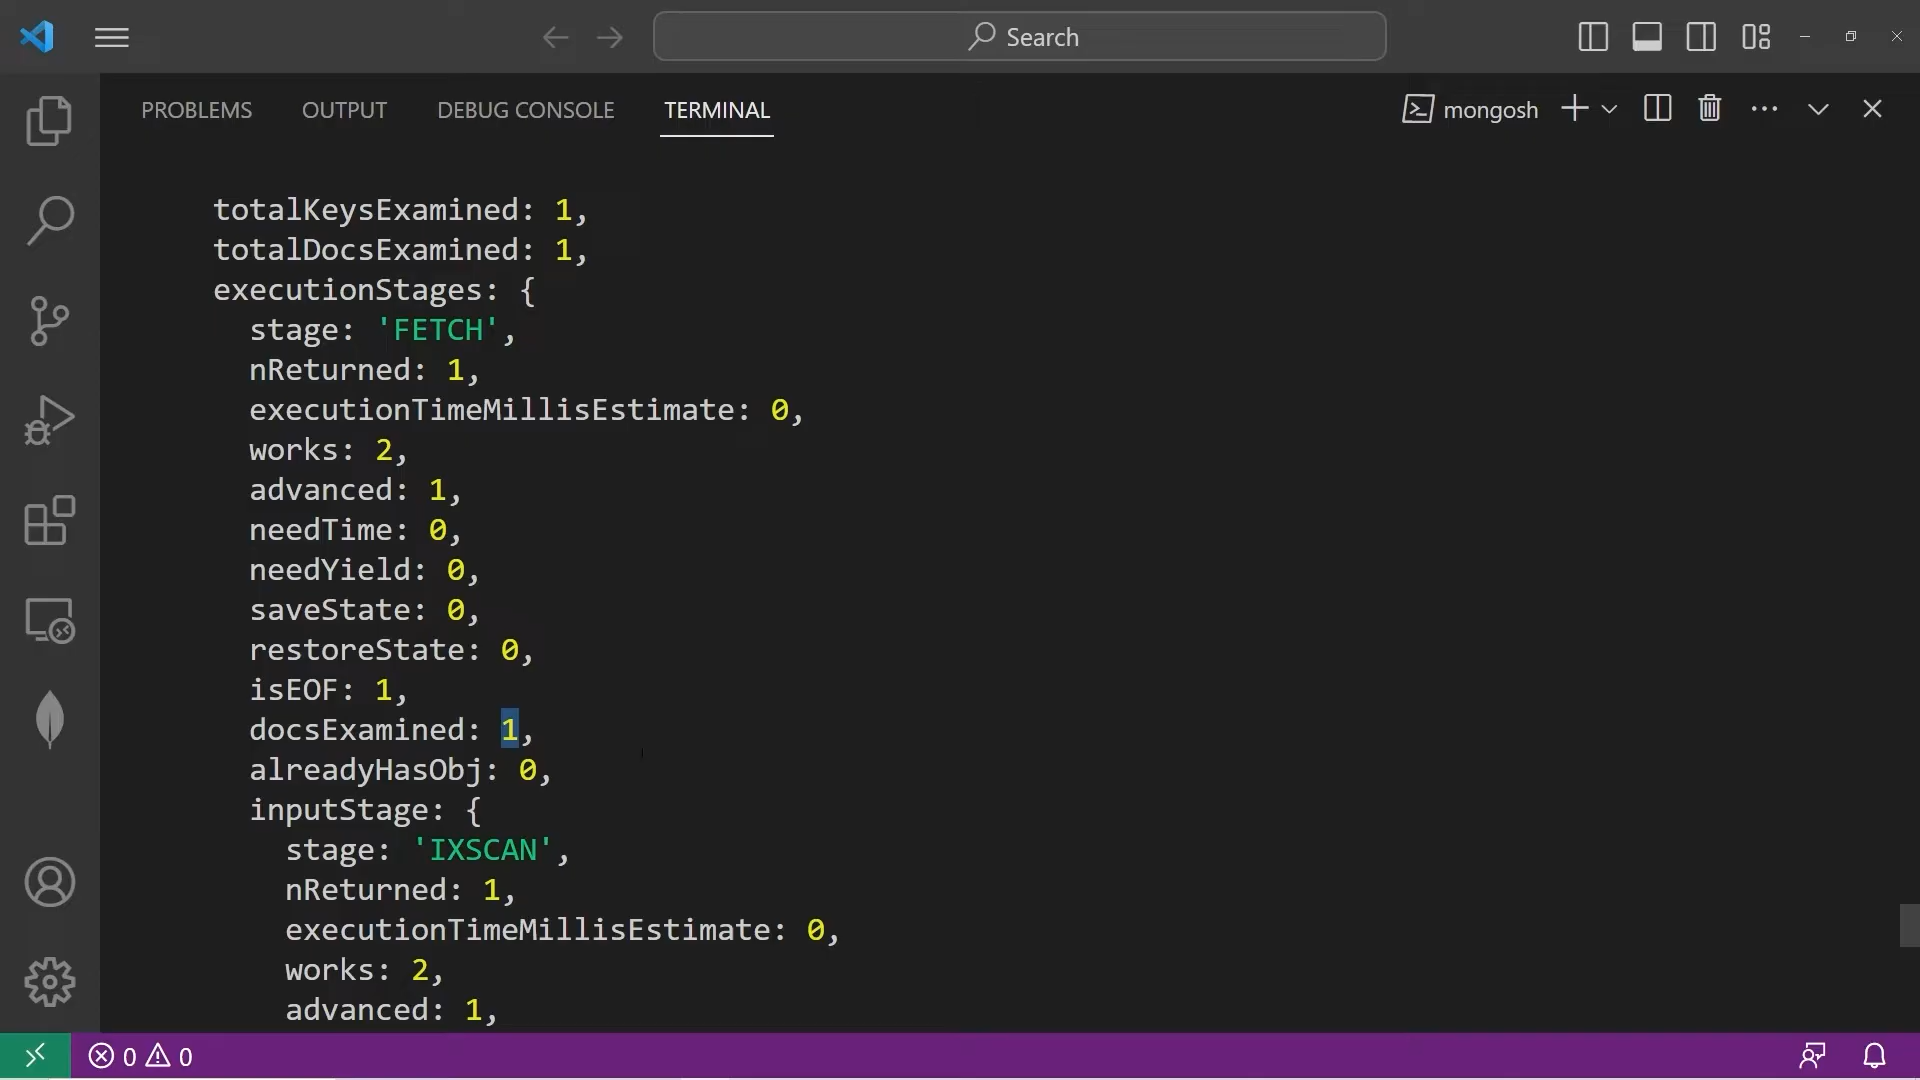 Search
PROBLEMS OUTPUT DEBUG CONSOLE TERMINAL mongosh
totalKeysExamined: 1,
totalDocsExamined: 1,
executionStages: {
stage: 'FETCH',
nReturned: 1,
executionTimeMillisEstimate: 0,
works: 2,
advanced: 1,
needTime: 0,
needYield: 0,
saveState: 0,
restoreState: 0,
isEOF: 1,
docsExamined: 1,
alreadyHasObj: 0,
inputStage: {
stage: 'IXSCAN',
nReturned: 1,
executionTimeMillisEstimate: 0,
works: 2,
advanced: 1,
0 0